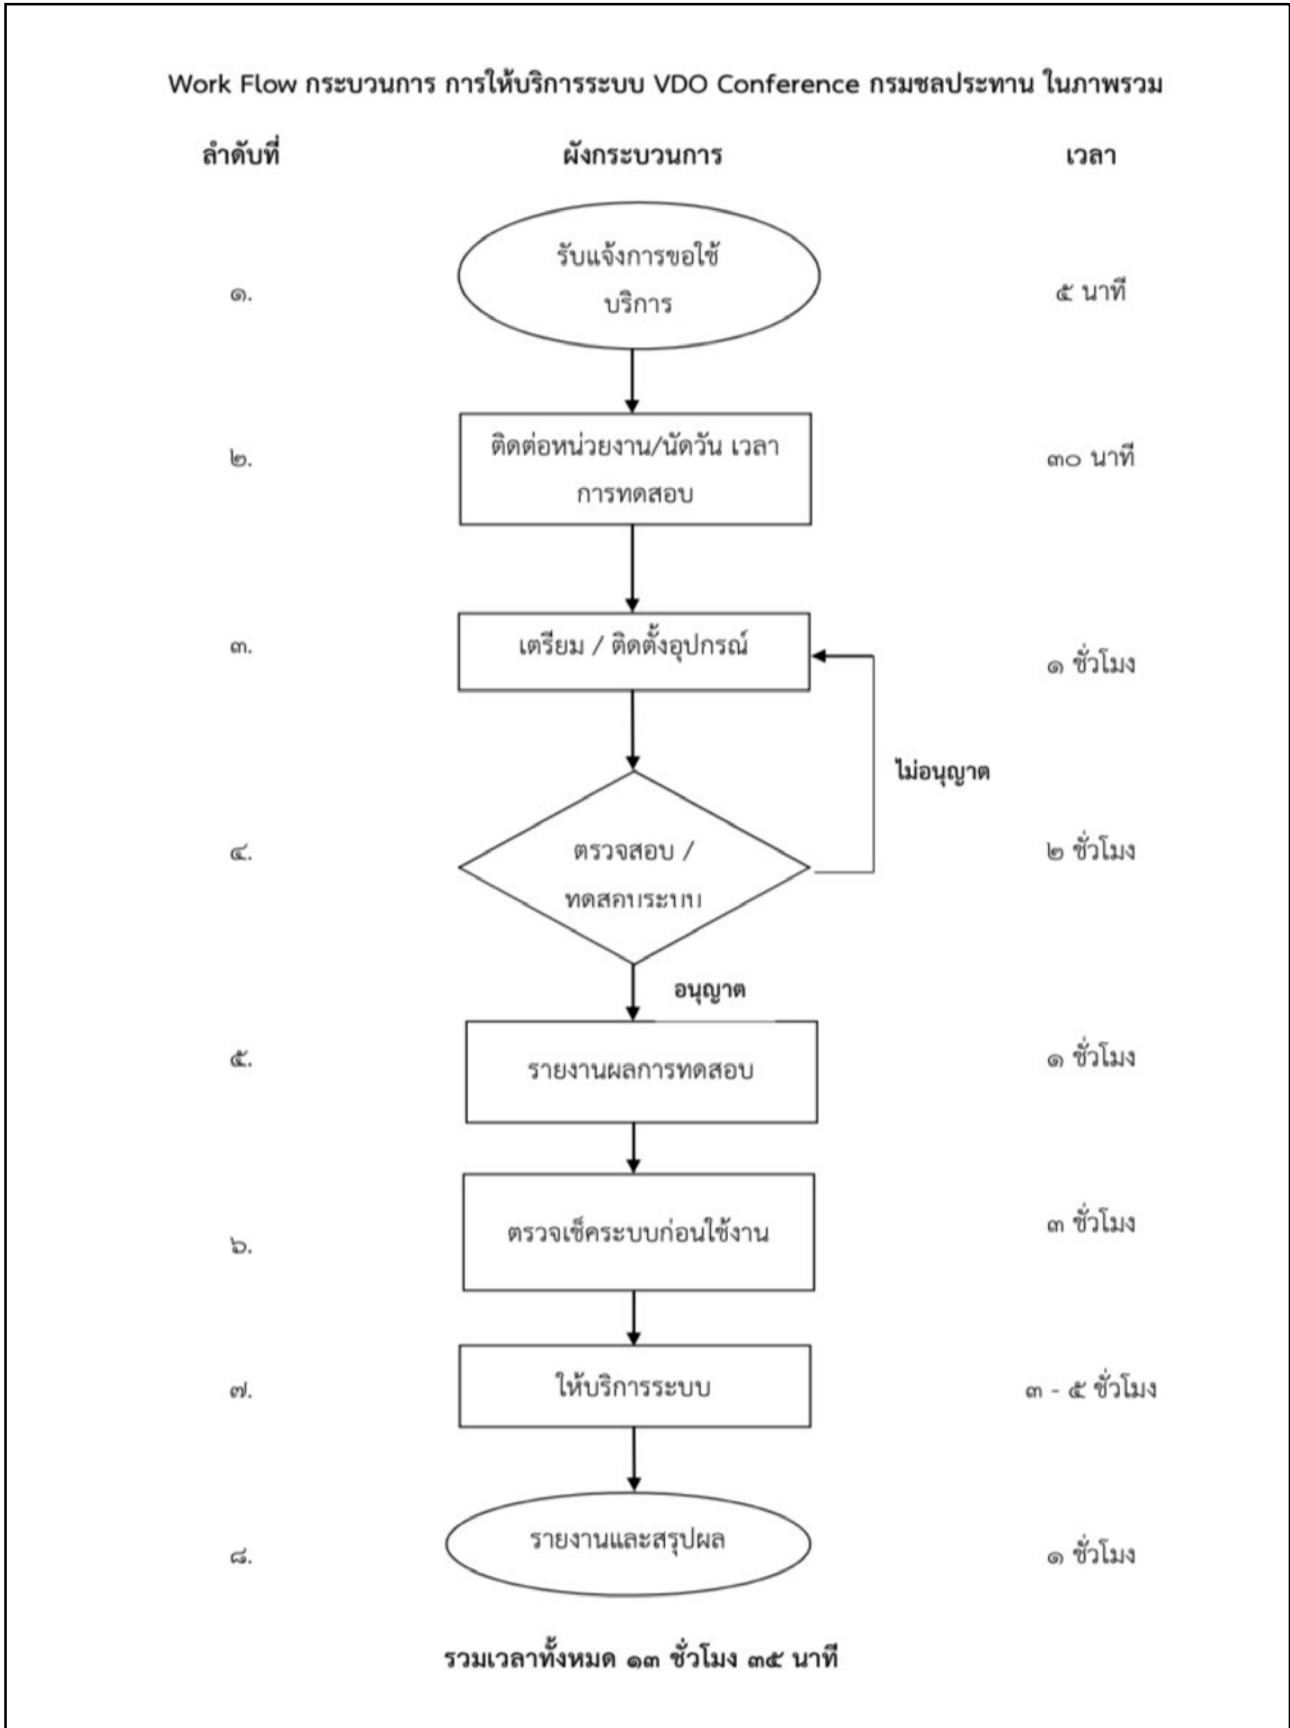 Work Flow กระบวนการ การให้บริการระบบ VDO Conference กรมชลประทาน ในภาพรวม
ลำดับที่ ผังกระบวนการ เวลา
รับแจ้งการขอใช้
๑. บริการ ๕ นาที
ติดต่อหน่วยงาน/นัดวัน เวลา
๒. การทดสอบ ๓๐ นาที
๓. เตรียม / ติดตั้งอุปกรณ์ ๑ ชั่วโมง
ไม่อนุญาต
๔. ตรวจสอบ / ๒ ชั่วโมง
ทดสอบระบบ
อนุญาต
๕. รายงานผลการทดสอบ ๑ ชั่วโมง
๖. ตรวจเช็คระบบก่อนใช้งาน ๓ ชั่วโมง
๗. ให้บริการระบบ ๓ - ๕ ชั่วโมง
๘. รายงานและสรุปผล ๑ ชั่วโมง
รวมเวลาทั้งหมด ๑๓ ชั่วโมง ๓๕ นาที